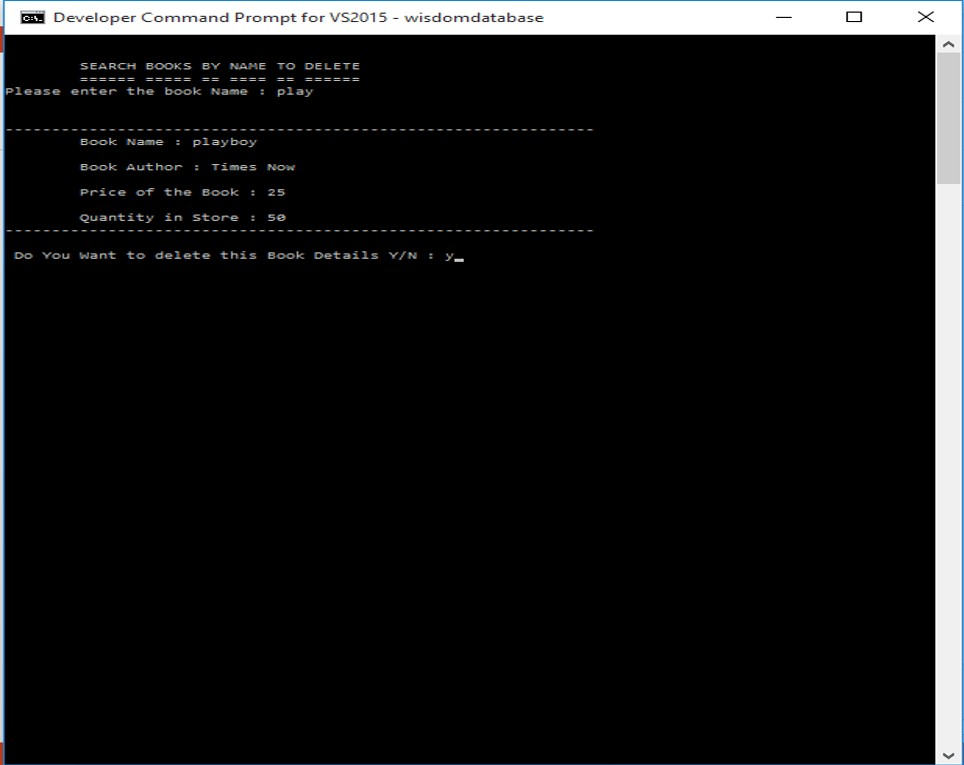 Developer Command Prompt for VS2015 - wisdomdatabase
SEARCH BOOKS BY NAME TO DELETE
====== ===== == ==== == ======
Please enter the book Name : play
---------------------------------------------------------------
Book Name : playboy
Book Author : Times Now
Price of the Book : 25
Quantity in Store : 50
---------------------------------------------------------------
Do You Want to delete this Book Details Y/N : y_